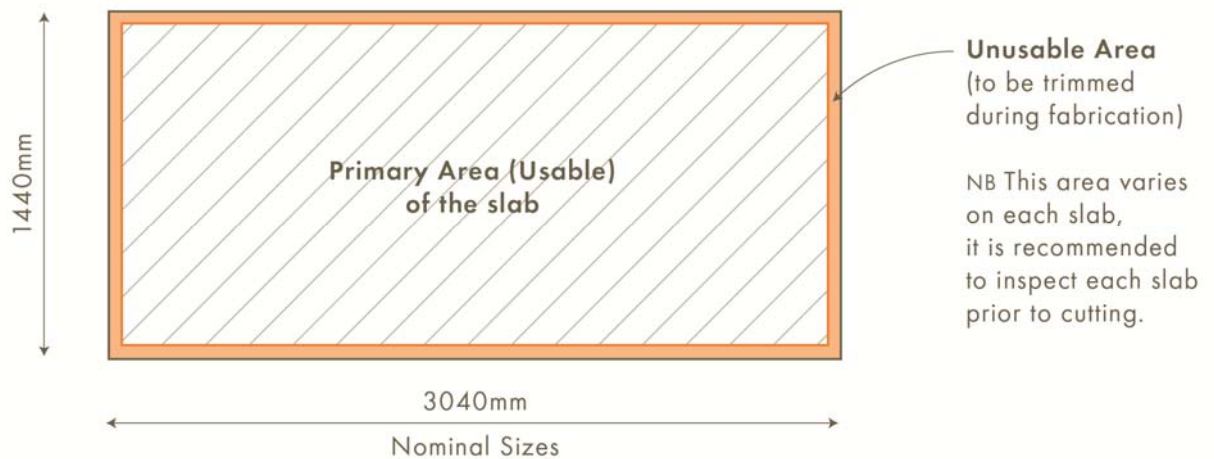 1440mm
Primary Area (Usable)
of the slab
Unusable Area
(to be trimmed
during fabrication)
NB This area varies
on each slab,
it is recommended
to inspect each slab
prior to cutting.
3040mm
Nominal Sizes